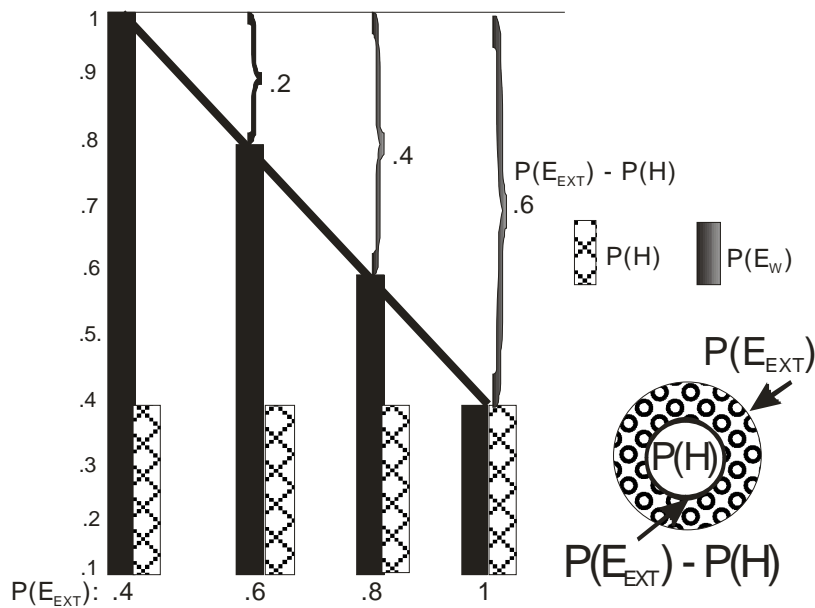 1
.9
.8
.7
.6
.5.
.4
.3
.2
.1
.2
.4
P(E_EXT) - P(H)
.6
P(H)
P(E_W)
P(E_EXT)
P(H)
P(E_EXT) - P(H)
P(E_EXT): .4 .6 .8 1